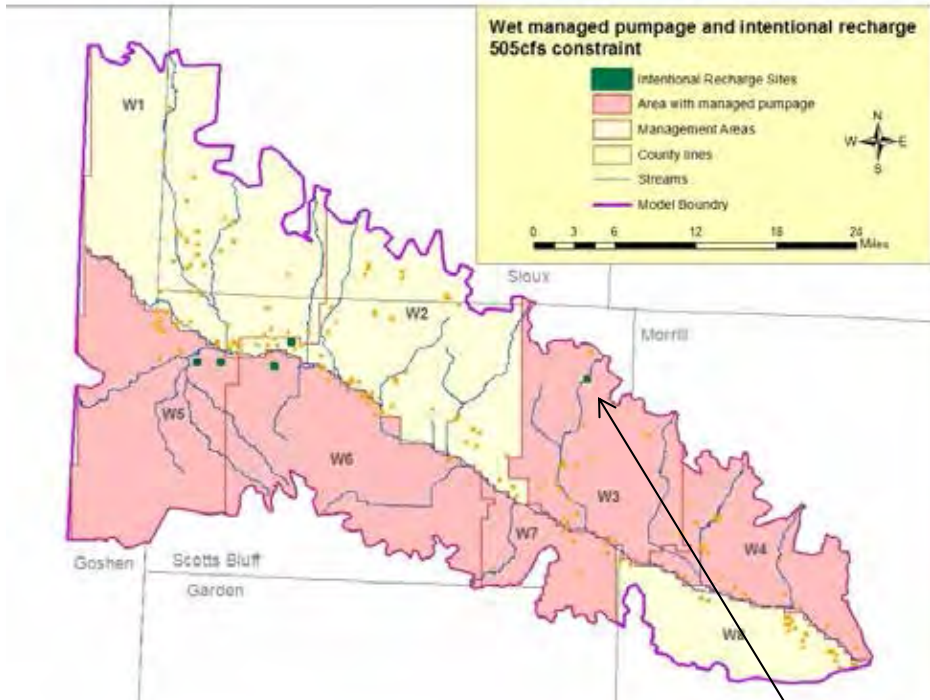 Wet managed pumpage and intentional recharge
505cfs constraint
Intentional Recharge Sites
Area with managed pumpage
Management Areas
County lines
Streams
Model Boundry
N
W E
S
0 3 6 12 18 24
Miles
Sioux
Morrill
W1
W2
W5
W6
W3
W7
W4
W8
Goshen
Scotts Bluff
Garden